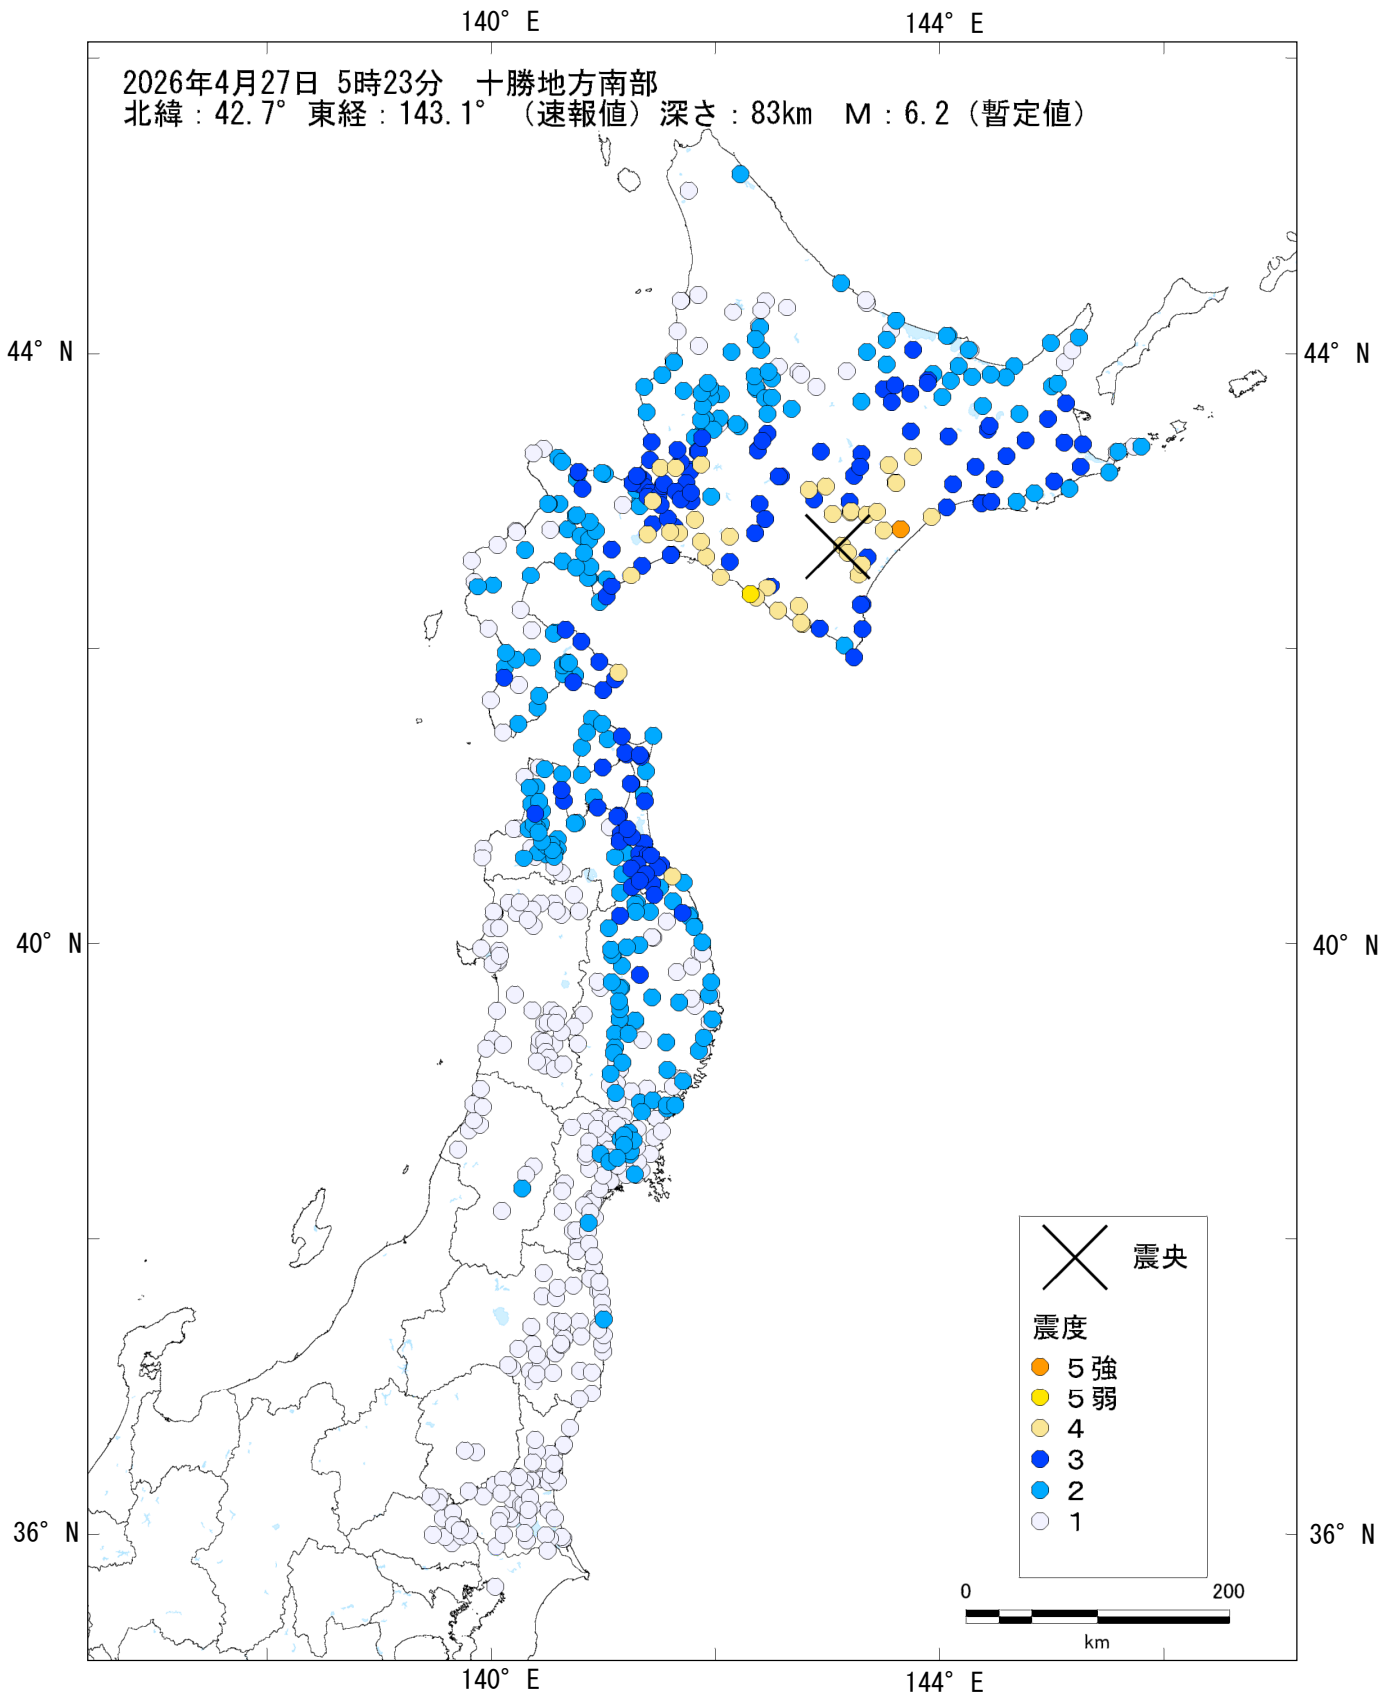 140° E 144° E
2026年4月27日 5時23分 十勝地方南部
北緯：42.7° 東経：143.1° （速報値）深さ：83km M：6.2（暫定値）
44° N 44° N
40° N 40° N
震央
震度
５強
５弱
４
３
２
１
36° N 36° N
0 200
km
140° E 144° E